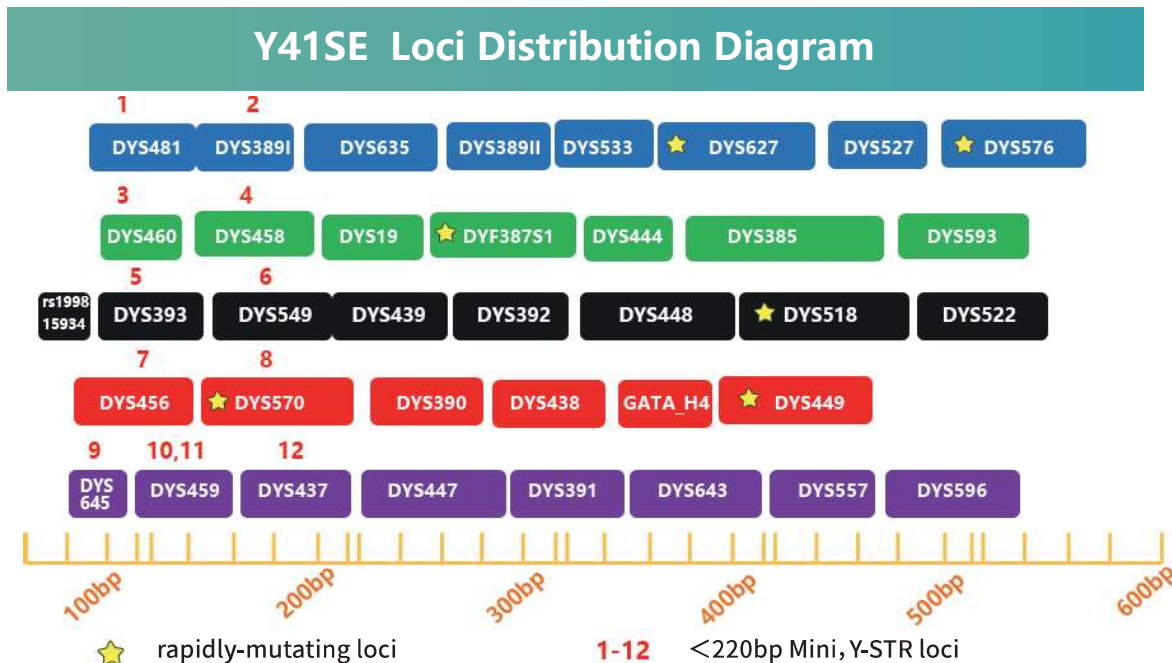 Y41SE Loci Distribution Diagram
1 2
DYS481 DYS389I DYS635 DYS389II DYS533 DYS627 DYS527 DYS576
3 4
DYS460 DYS458 DYS19 DYF387S1 DYS444 DYS385 DYS593
5 6
rs1998
15934 DYS393 DYS549 DYS439 DYS392 DYS448 DYS518 DYS522
7 8
DYS456 DYS570 DYS390 DYS438 GATA_H4 DYS449
9 10,11 12
DYS
645 DYS459 DYS437 DYS447 DYS391 DYS643 DYS557 DYS596
100bp 200bp 300bp 400bp 500bp 600bp
rapidly-mutating loci 1-12 <220bp Mini, Y-STR loci